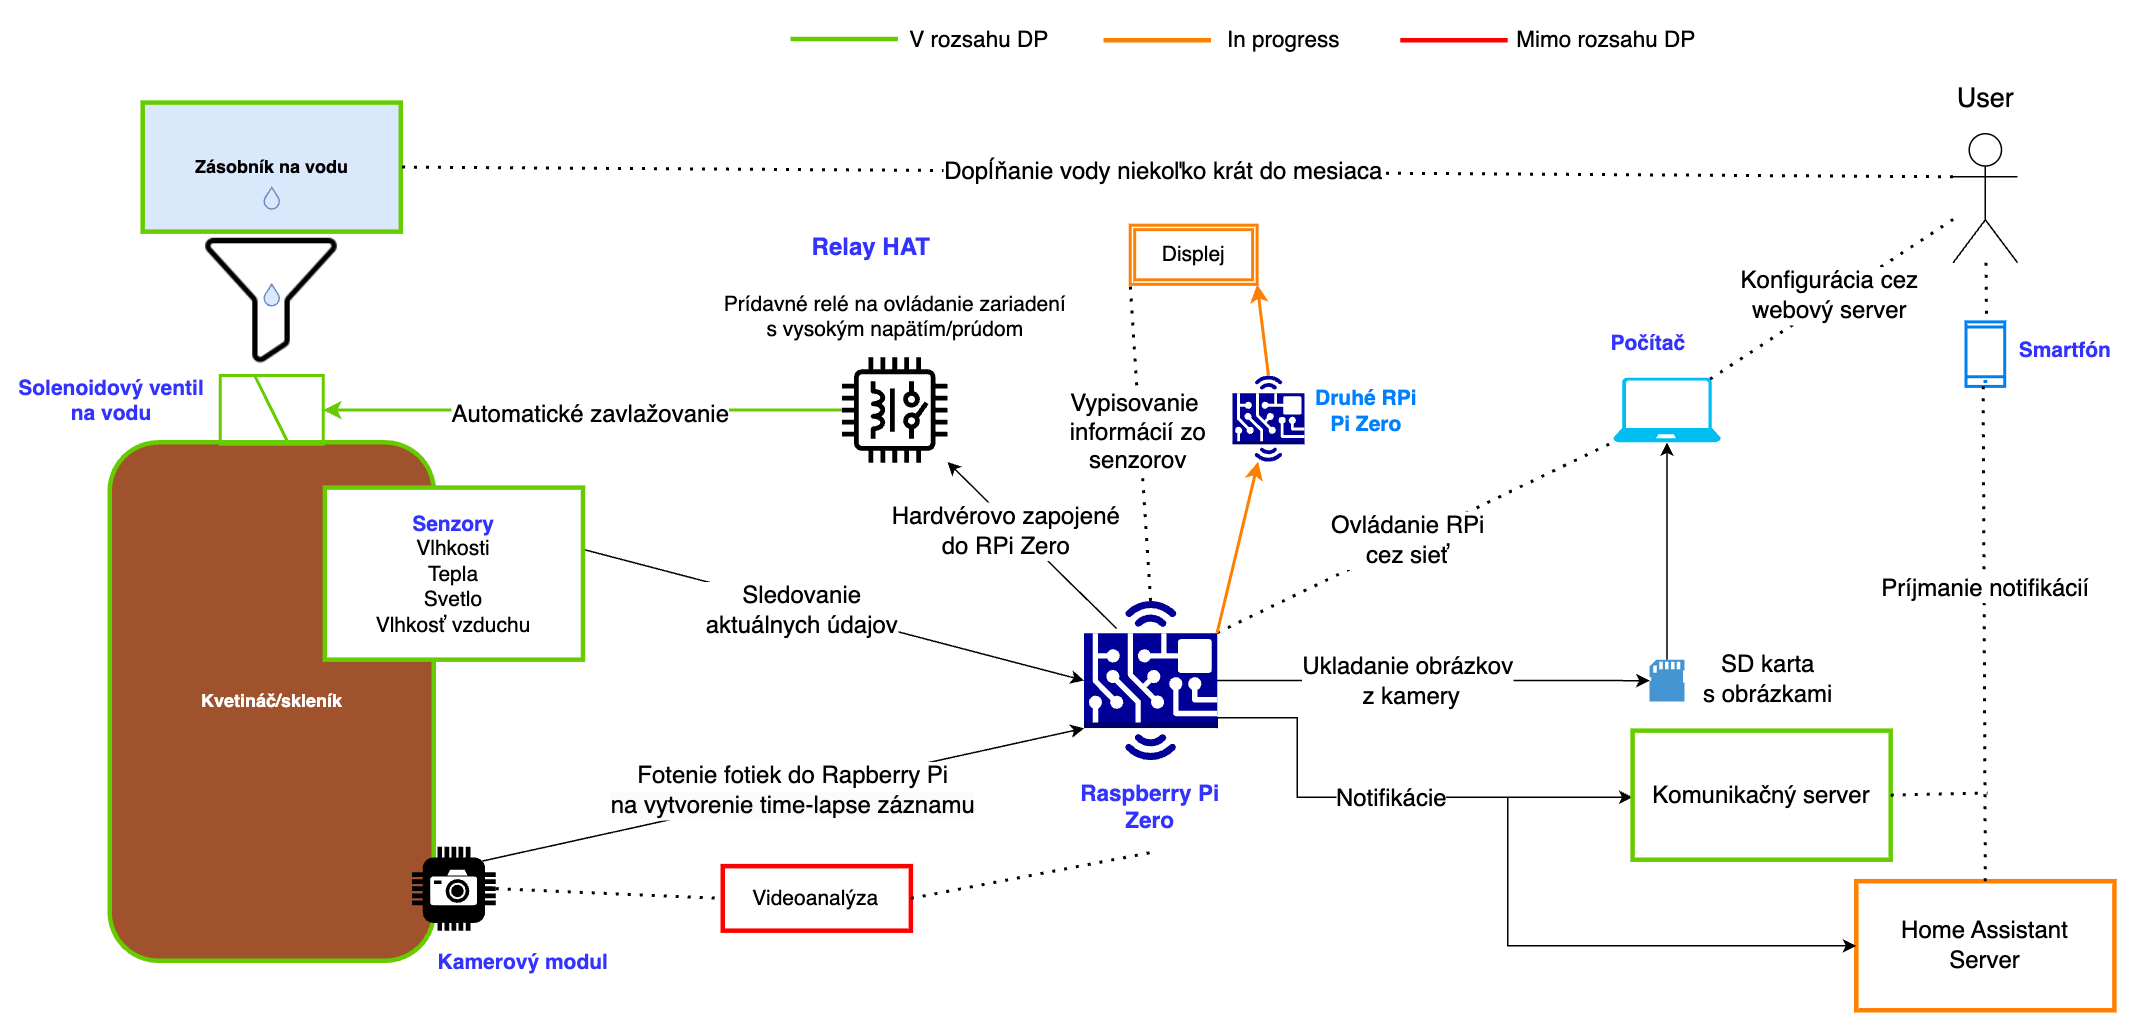 V rozsahu DP
In progress
Mimo rozsahu DP
User
Zásobník na vodu
Dopĺňanie vody niekoľko krát do mesiaca
Relay HAT
Prídavné relé na ovládanie zariadení
s vysokým napätím/prúdom
Displej
Konfigurácia cez
webový server
Počítač
Smartfón
Solenoidový ventil
na vodu
Automatické zavlažovanie
Vypisovanie
informácií zo
senzorov
Druhé RPi
Pi Zero
Senzory
Vlhkosti
Tepla
Svetlo
Vlhkosť vzduchu
Hardvérovo zapojené
do RPi Zero
Ovládanie RPi
cez sieť
Sledovanie
aktuálnych údajov
Príjmanie notifikácií
Kvetináč/skleník
Ukladanie obrázkov
z kamery
SD karta
s obrázkami
Fotenie fotiek do Rapberry Pi
na vytvorenie time-lapse záznamu
Raspberry Pi
Zero
Notifikácie
Komunikačný server
Videoanalýza
Kamerový modul
Home Assistant
Server